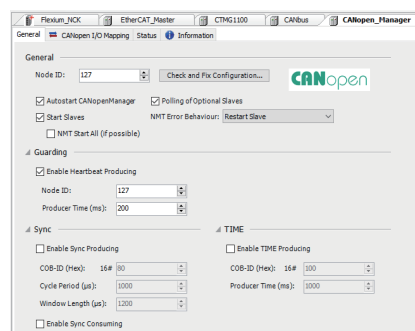 Flexium_NCK EtherCAT_Master CTMG1100 CANbus CANopen_Manager
General CANopen I/O Mapping Status Information
General
Node ID: 127 Check and Fix Configuration... CANopen
Autostart CANopenManager Polling of Optional Slaves
Start Slaves NMT Error Behaviour: Restart Slave
NMT Start All (if possible)
Guarding
Enable Heartbeat Producing
Node ID: 127
Producer Time (ms): 200
Sync TIME
Enable Sync Producing Enable TIME Producing
COB-ID (Hex): 16# 80 COB-ID (Hex): 16# 100
Cycle Period (µs): 1000 Producer Time (ms): 1000
Window Length (µs): 1200
Enable Sync Consuming